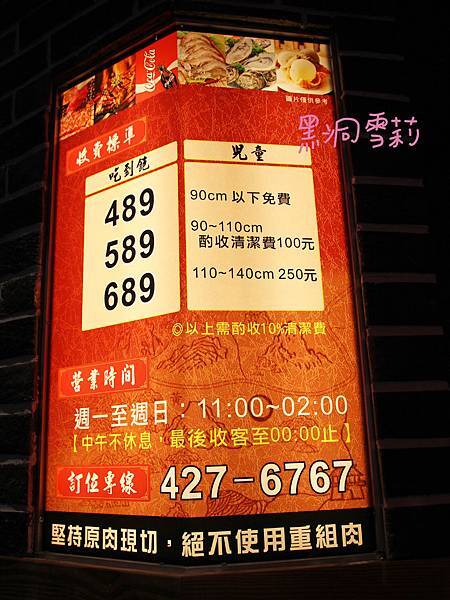 Coca-Cola
圖片僅供參考
黑洞雪莉
收費標準
吃到飽
489
589
689
兒童
90cm 以下免費
90~110cm
酌收清潔費100元
110~140cm 250元
◎以上需酌收10%清潔費
營業時間
週一至週日：11:00~02:00
【中午不休息，最後收客至00:00止】
訂位專線
427-6767
堅持原肉現切，絕不使用重組肉